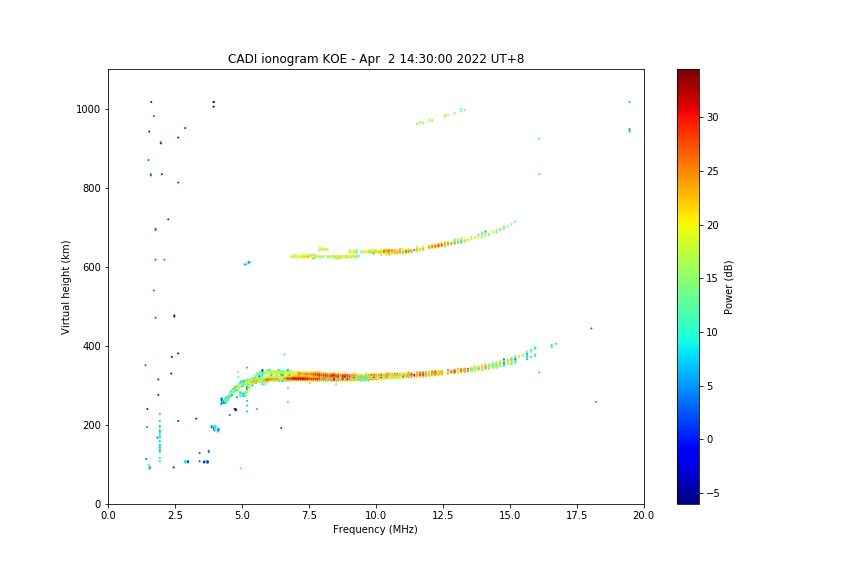 CADI ionogram KOE - Apr  2 14:30:00 2022 UT+8
Virtual height (km)
1000
800
600
400
200
0
0.0 2.5 5.0 7.5 10.0 12.5 15.0 17.5 20.0
Frequency (MHz)
30
25
20
15
10
5
0
−5
Power (dB)